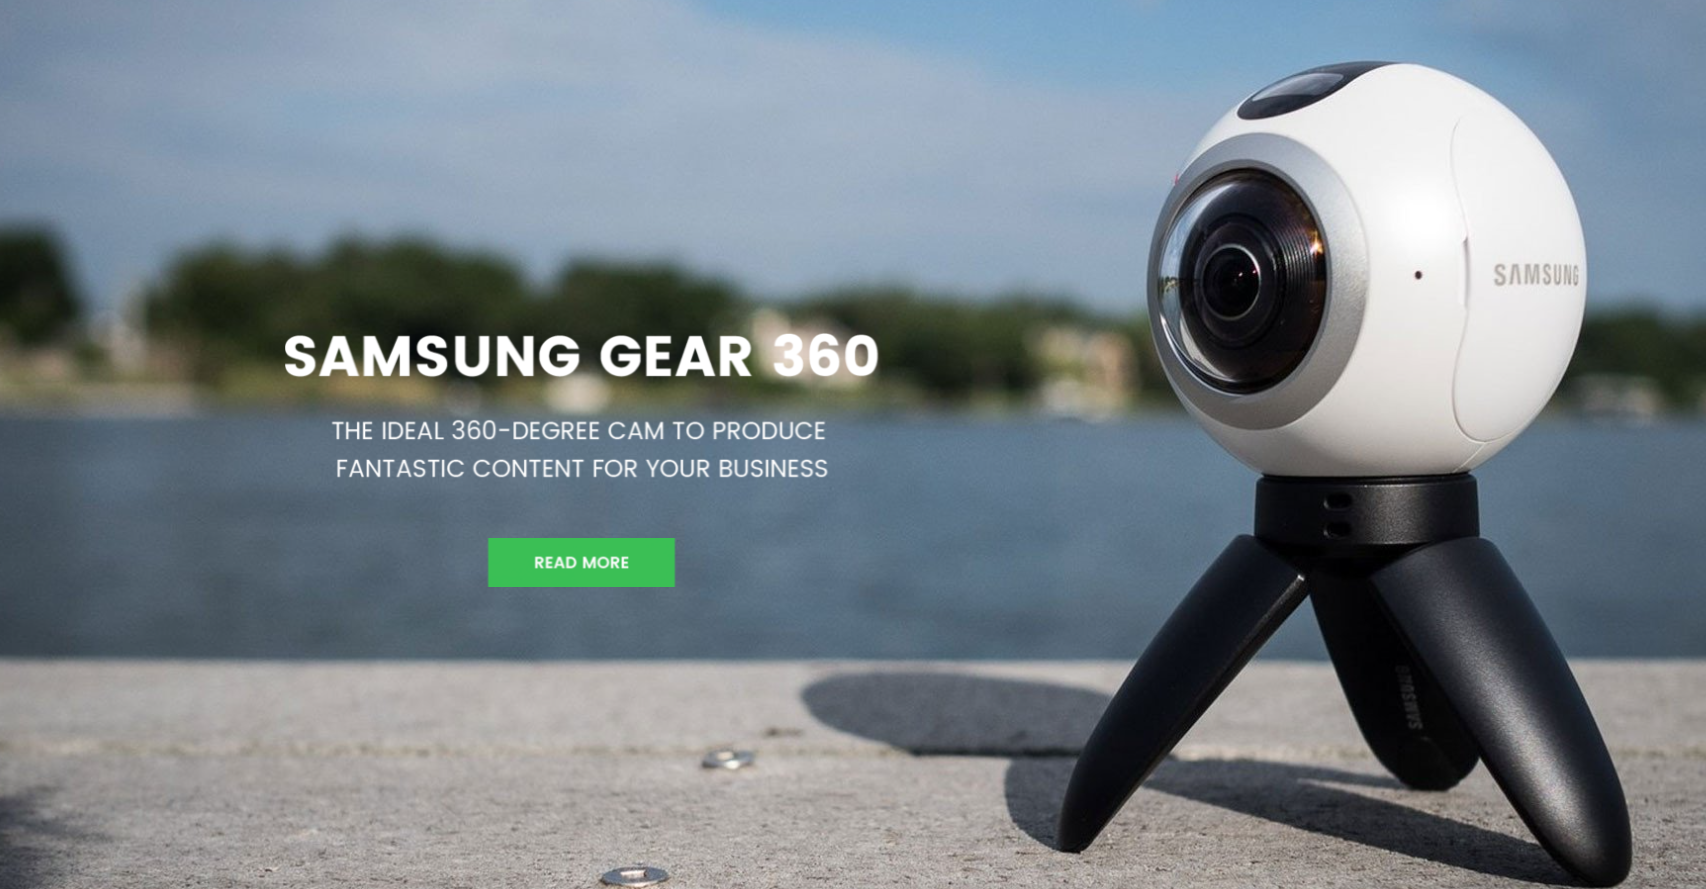 SAMSUNG
SAMSUNG GEAR 360
THE IDEAL 360-DEGREE CAM TO PRODUCE
FANTASTIC CONTENT FOR YOUR BUSINESS
READ MORE
SAMSUNG